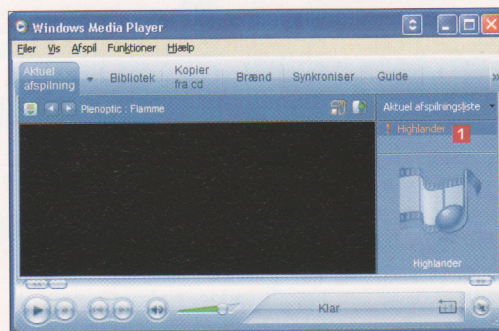 Windows Media Player
Filer Vis Afspil Funktioner Hjælp
Aktuel afspilning Bibliotek Kopier fra cd Brænd Synkroniser Guide »
Plenoptic : Flamme
Aktuel afspilningsliste
! Highlander 1
Highlander
Klar